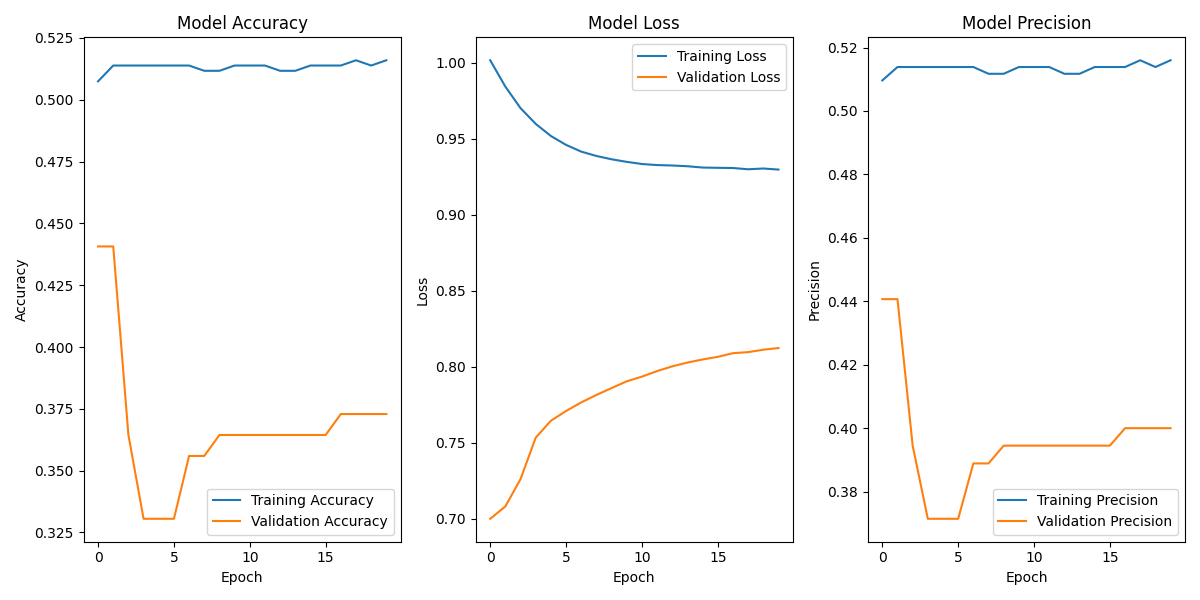 Model Accuracy
0.525
0.500
0.475
0.450
0.425
0.400
0.375
0.350
0.325
Accuracy
0 5 10 15
Epoch
Training Accuracy
Validation Accuracy
Model Loss
1.00
0.95
0.90
0.85
0.80
0.75
0.70
Loss
0 5 10 15
Epoch
Training Loss
Validation Loss
Model Precision
0.52
0.50
0.48
0.46
0.44
0.42
0.40
0.38
Precision
0 5 10 15
Epoch
Training Precision
Validation Precision